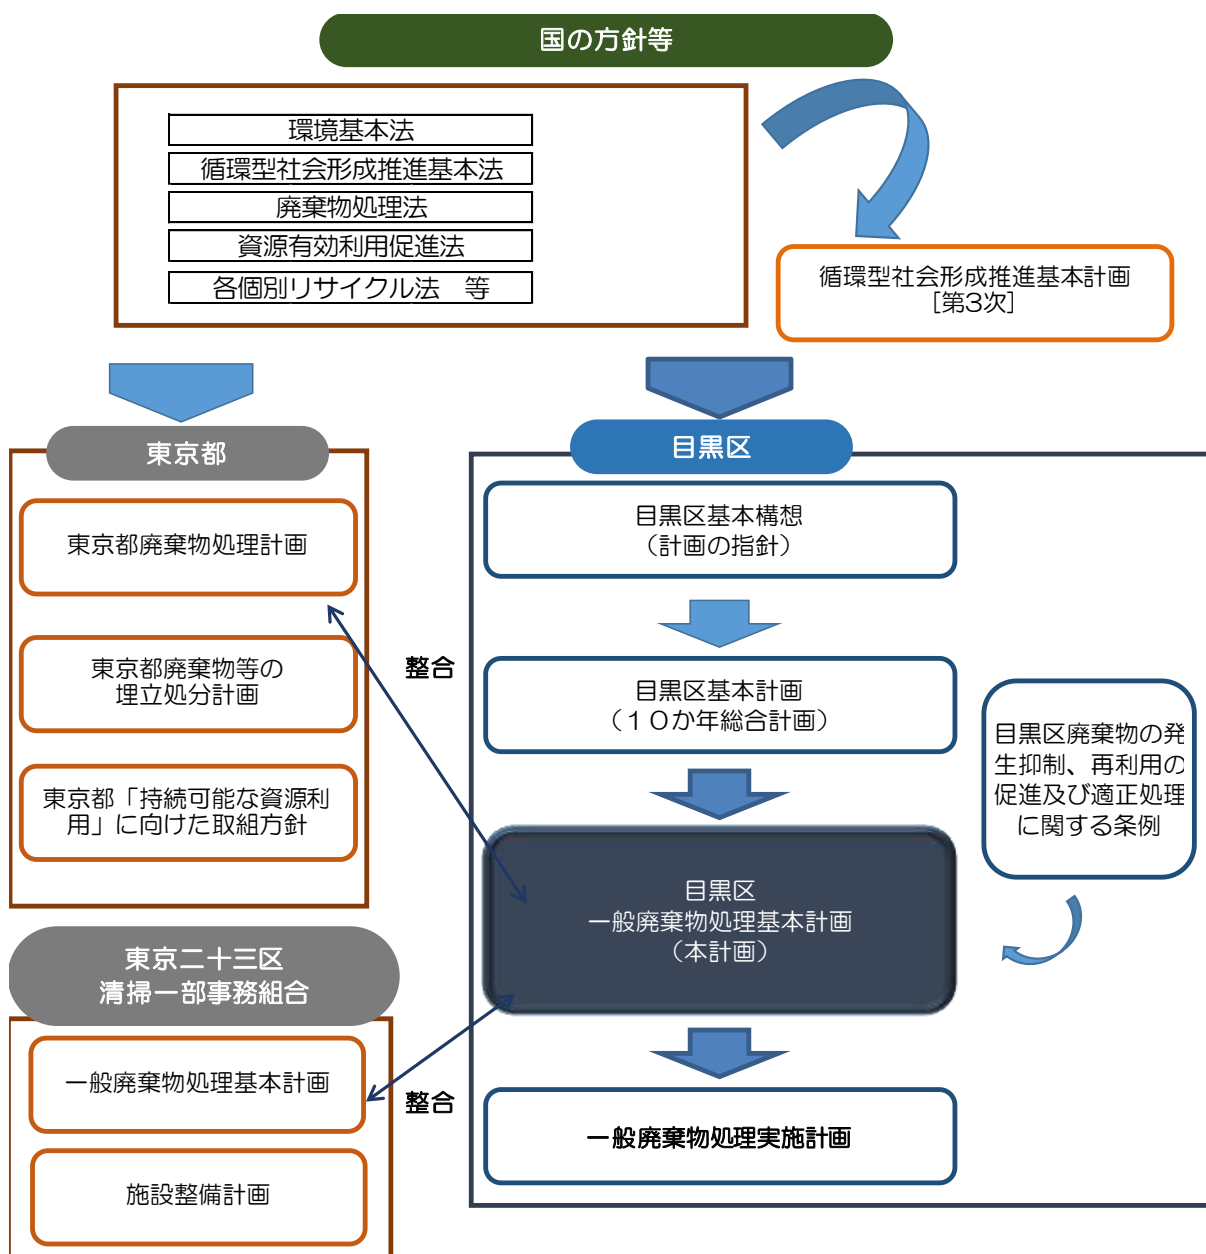 国の方針等
環境基本法
循環型社会形成推進基本法
廃棄物処理法
資源有効利用促進法
各個別リサイクル法　等
循環型社会形成推進基本計画
[第3次]
東京都
東京都廃棄物処理計画
東京都廃棄物等の
埋立処分計画
東京都「持続可能な資源利
用」に向けた取組方針
整合
目黒区
目黒区基本構想
（計画の指針）
目黒区基本計画
（１０か年総合計画）
目黒区廃棄物の発
生抑制、再利用の
促進及び適正処理
に関する条例
目黒区
一般廃棄物処理基本計画
（本計画）
東京二十三区
清掃一部事務組合
一般廃棄物処理基本計画
施設整備計画
整合
一般廃棄物処理実施計画